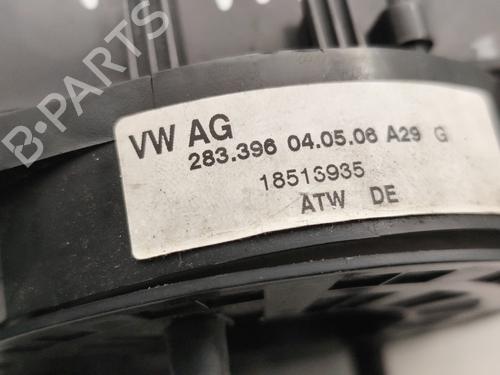 B-PARTS
VW AG
283.396 04.05.06 A29 G
18513935
ATW DE